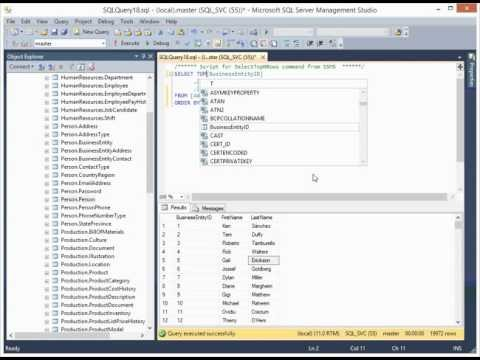 SQLQuery18.sql - (local).master (SQL_SVC (55))* - Microsoft SQL Server Management Studio
File Edit View Query Project Debug Tools Window Help
New Query
master
Execute
Debug
Object Explorer
Connect
HumanResources.Department
HumanResources.Employee
HumanResources.EmployeeDepa
HumanResources.EmployeePayHist
HumanResources.JobCandidate
HumanResources.Shift
Person.Address
Person.AddressType
Person.BusinessEntity
Person.BusinessEntityAddress
Person.BusinessEntityContact
Person.ContactType
Person.CountryRegion
Person.EmailAddress
Person.Password
Person.Person
Person.PersonPhone
Person.PhoneNumberType
Person.StateProvince
Production.BillOfMaterials
Production.Culture
Production.Document
Production.Illustration
Production.Location
Production.Product
Production.ProductCategory
Production.ProductCostHistory
Production.ProductDescription
Production.ProductDocument
Production.ProductInventory
Production.ProductListPriceHistory
Production.ProductModel
SQLQuery18.sql - (l...ster (SQL_SVC (55))*
/****** Script for SelectTopNRows command from SSMS
SELECT TOP[BusinessEntityID]
FROM [Ad
ORDER BY
T
ASYMKEYPROPERTY
ATAN
ATN2
BCPCOLLATIONNAME
BusinessEntityID
CAST
CERT_ID
CERTENCODED
CERTPRIVATEKEY
100 %
Results Messages
BusinessEntityID FirstName LastName
1 1 Ken Sánchez
2 2 Terri Duffy
3 3 Roberto Tamburello
4 4 Rob Walters
5 5 Gail Erickson
6 6 Jossef Goldberg
7 7 Dylan Miller
8 8 Diane Margheim
9 9 Gigi Matthew
10 10 Michael Raheem
11 11 Ovidiu Cracium
12 12 Thierry D'Hers
Query executed successfully.
(local) (11.0 RTM) SQL_SVC (55) master 00:00:00 19972 rows
Ready
Ln 2 Col 11 Ch 11 INS